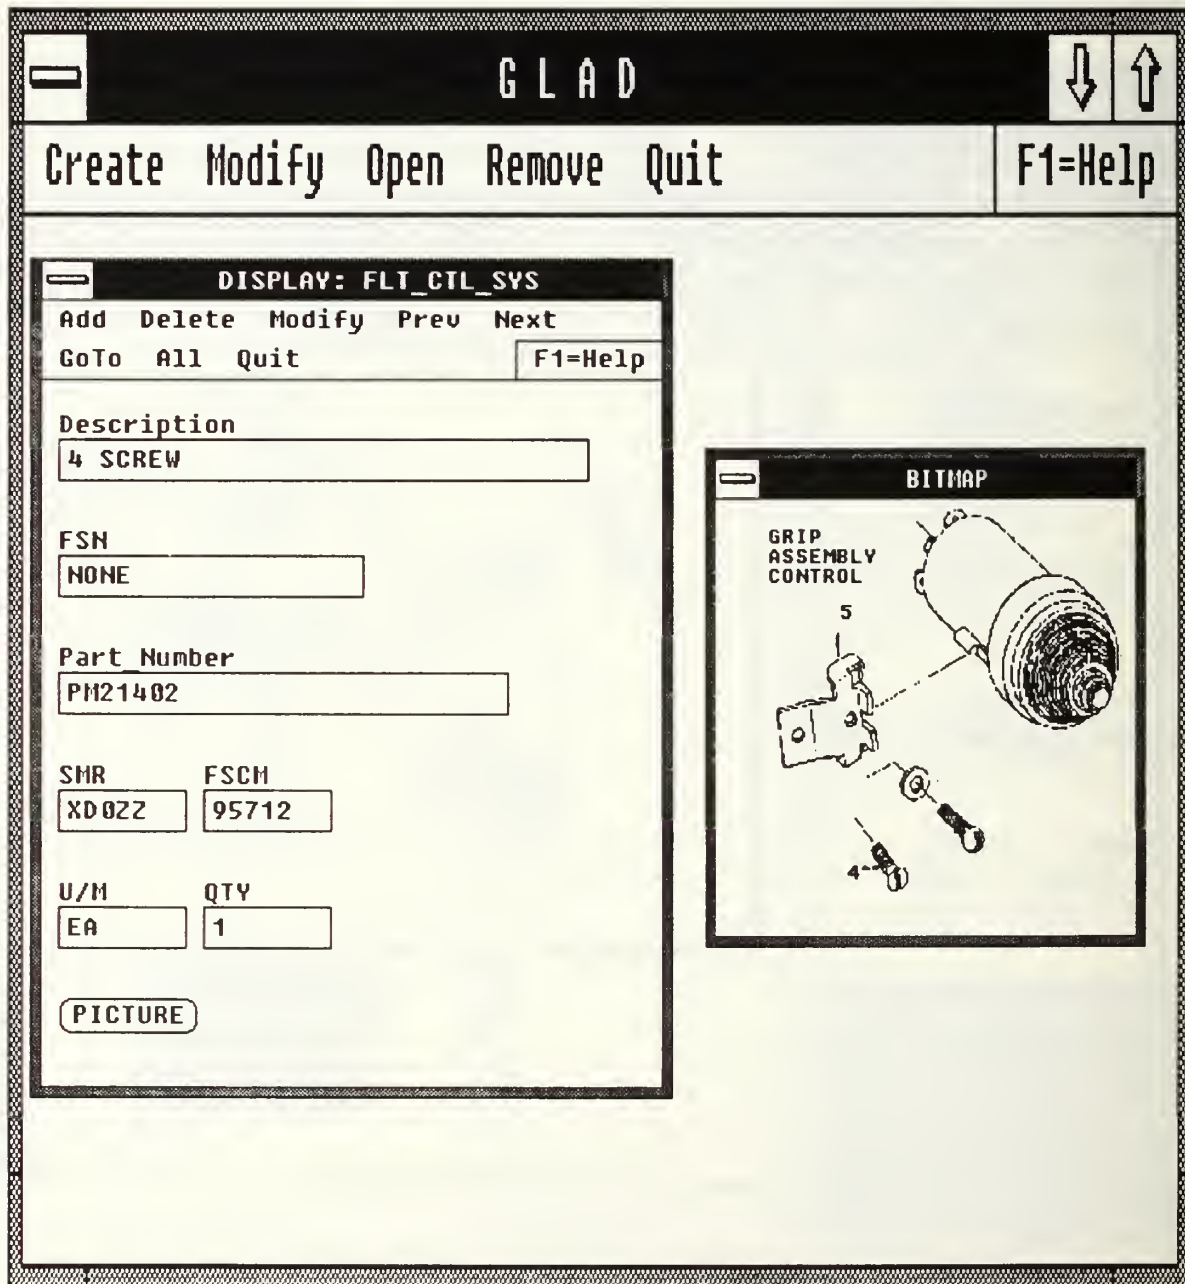 G L A D
Create Modify Open Remove Quit F1=Help
DISPLAY: FLT_CTL_SYS
Add Delete Modify Prev Next
GoTo All Quit F1=Help
Description
4 SCREW
FSN
NONE
Part_Number
PM21402
SMR FSCM
XD0ZZ 95712
U/M QTY
EA 1
PICTURE
BITMAP
GRIP
ASSEMBLY
CONTROL
5
4